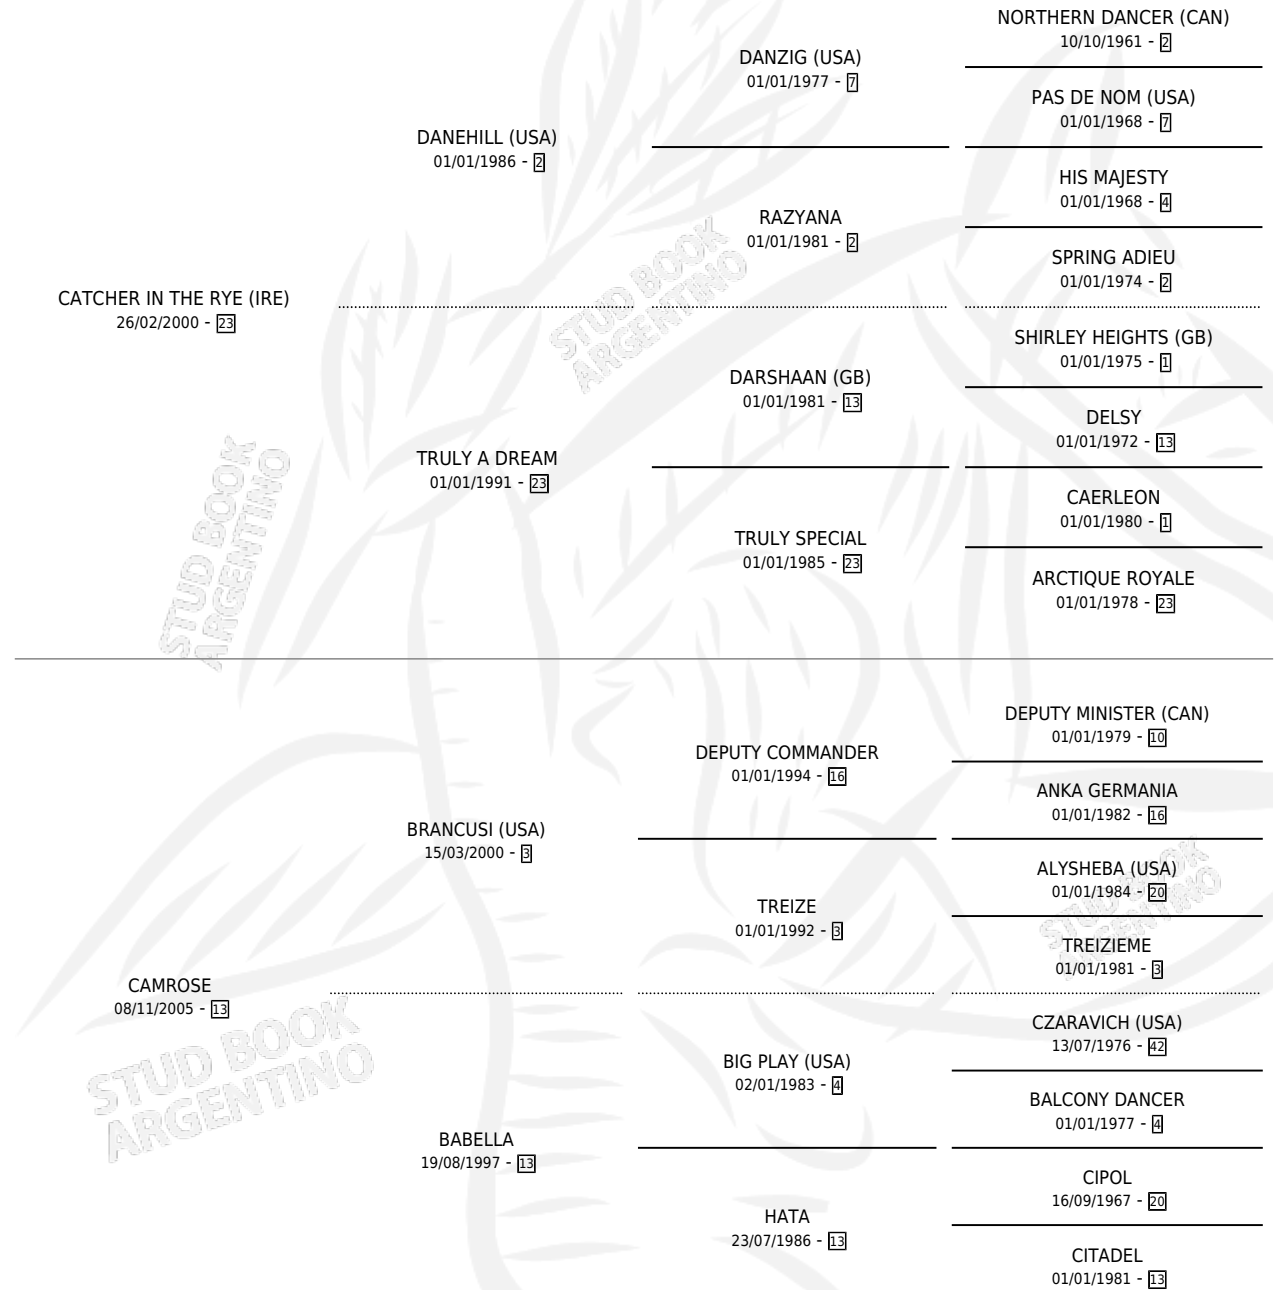 NORTHERN DANCER (CAN)
10/10/1961 - 2
DANZIG (USA)
01/01/1977 - 7
PAS DE NOM (USA)
01/01/1968 - 7
DANEHILL (USA)
01/01/1986 - 2
HIS MAJESTY
01/01/1968 - 4
RAZYANA
01/01/1981 - 2
SPRING ADIEU
01/01/1974 - 2
STUD BOOK
ARGENTINO
CATCHER IN THE RYE (IRE)
26/02/2000 - 23
SHIRLEY HEIGHTS (GB)
01/01/1975 - 1
DARSHAAN (GB)
01/01/1981 - 13
DELSY
01/01/1972 - 13
TRULY A DREAM
01/01/1991 - 23
CAERLEON
01/01/1980 - 1
TRULY SPECIAL
01/01/1985 - 23
ARCTIQUE ROYALE
01/01/1978 - 23
STUD BOOK
ARGENTINO
DEPUTY MINISTER (CAN)
01/01/1979 - 10
DEPUTY COMMANDER
01/01/1994 - 16
ANKA GERMANIA
01/01/1982 - 16
BRANCUSI (USA)
15/03/2000 - 3
ALYSHEBA (USA)
01/01/1984 - 20
TREIZE
01/01/1992 - 3
TREIZIEME
01/01/1981 - 3
STUD BOOK
ARGENTINO
CAMROSE
08/11/2005 - 13
CZARAVICH (USA)
13/07/1976 - 42
BIG PLAY (USA)
02/01/1983 - 4
BALCONY DANCER
01/01/1977 - 4
STUD BOOK
ARGENTINO
BABELLA
19/08/1997 - 13
CIPOL
16/09/1967 - 20
HATA
23/07/1986 - 13
CITADEL
01/01/1981 - 13